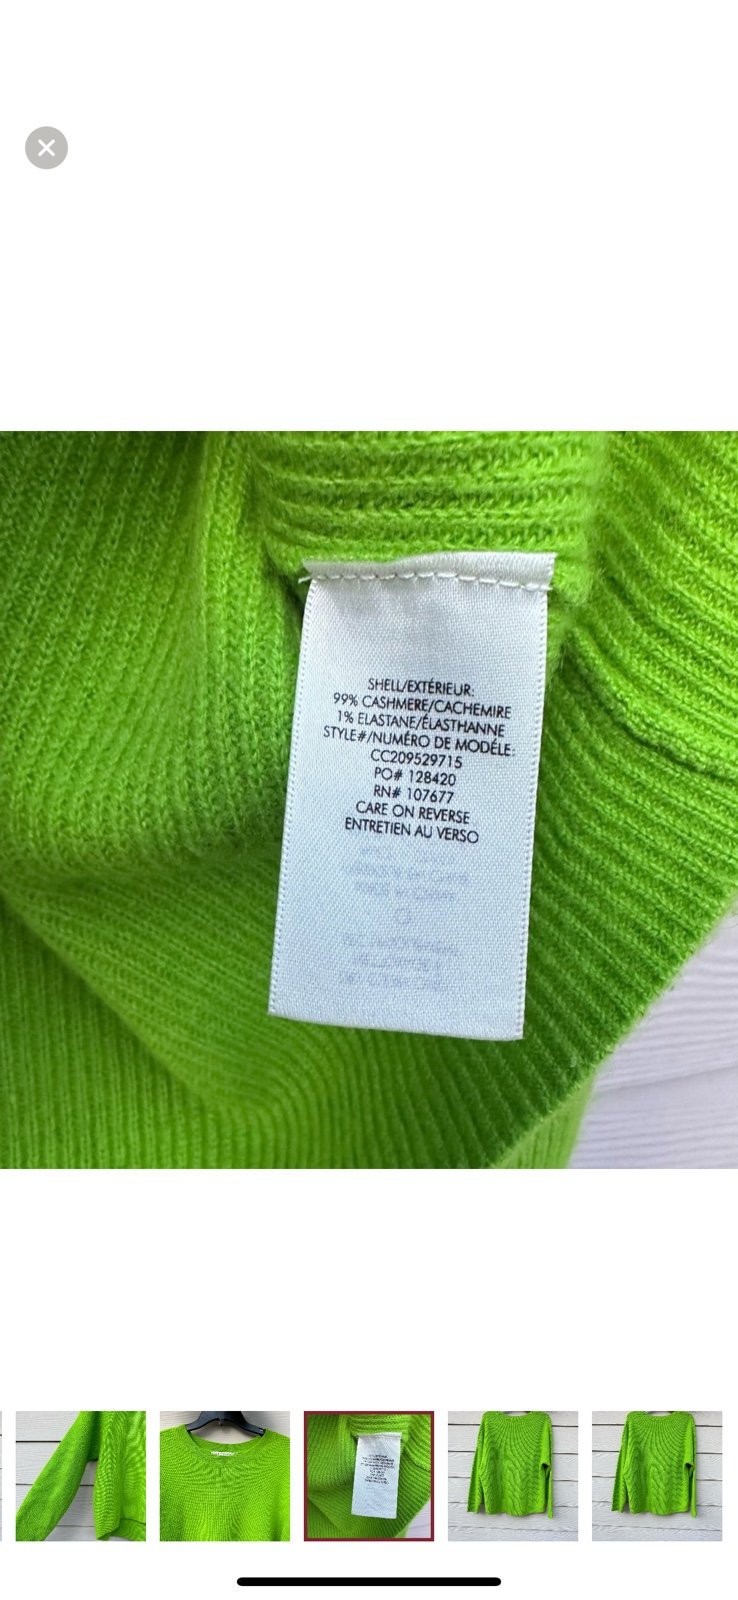 SHELL/EXTÉRIEUR:
99% CASHMERE/CACHEMIRE
1% ELASTANE/ÉLASTHANNE
STYLE#/NUMÉRO DE MODÉLE:
CC209529715
PO# 128420
RN# 107677
CARE ON REVERSE
ENTRETIEN AU VERSO